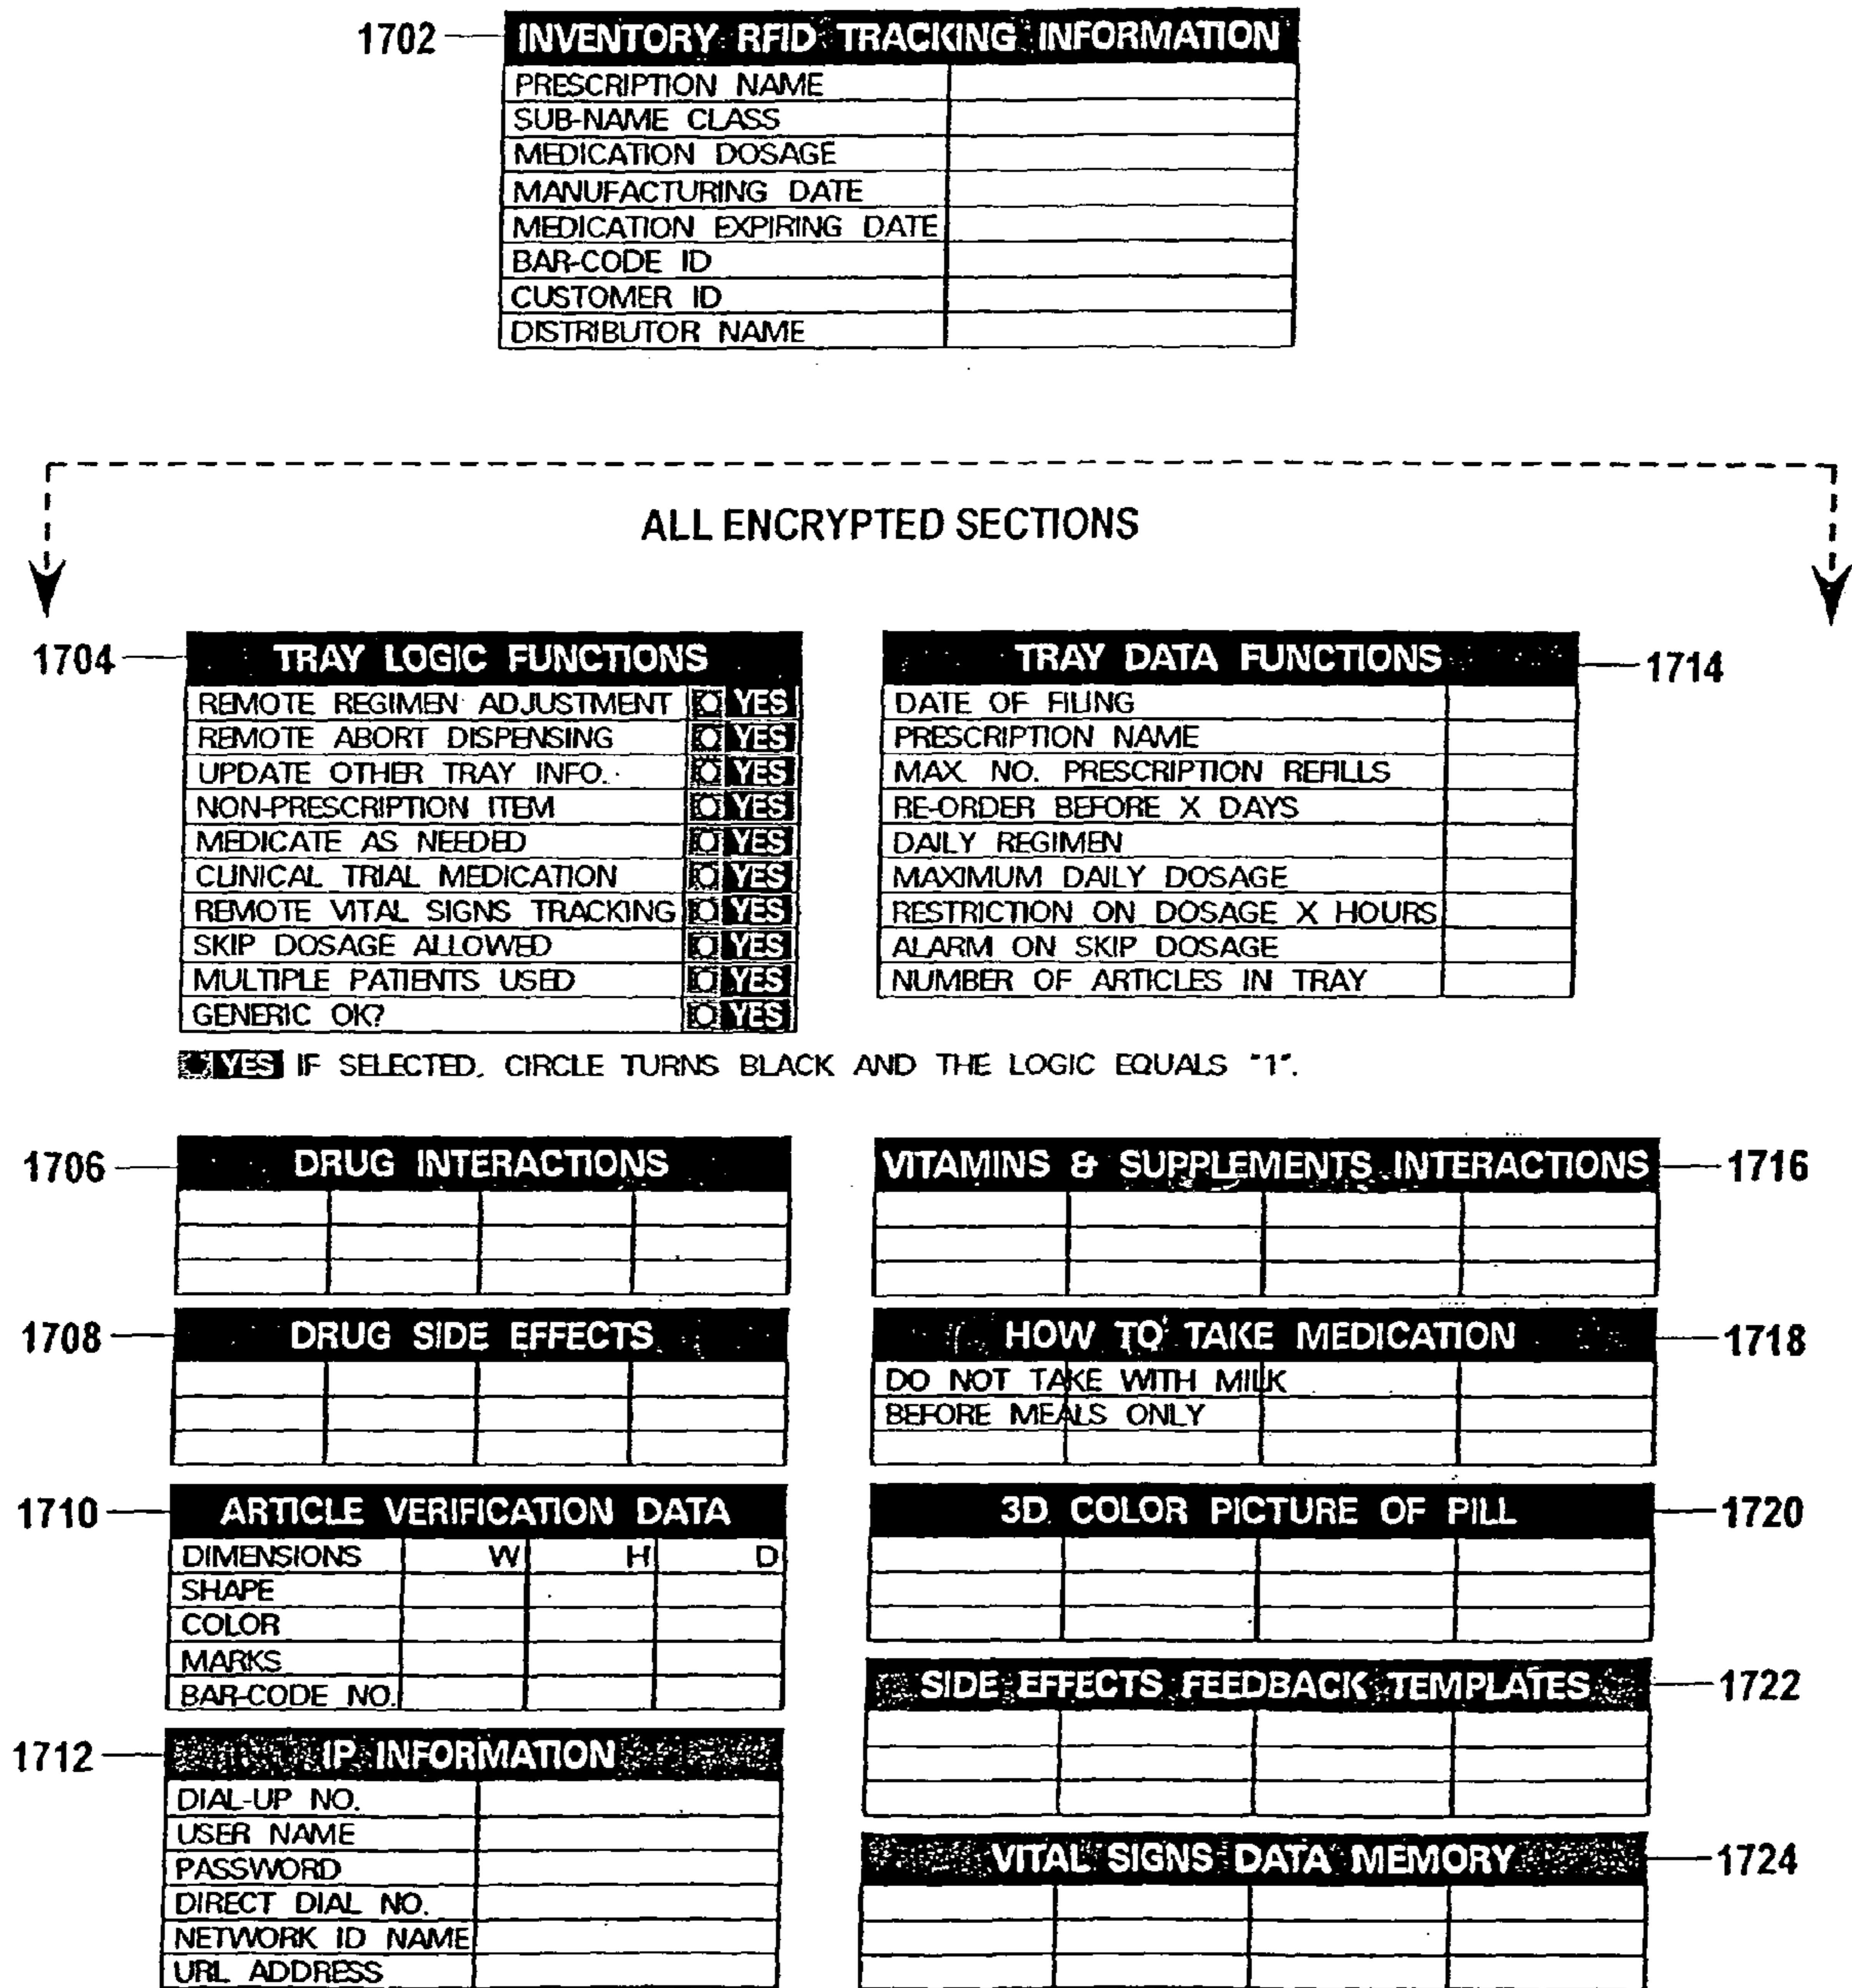 1702 INVENTORY RFID TRACKING INFORMATION
PRESCRIPTION NAME
SUB-NAME CLASS
MEDICATION DOSAGE
MANUFACTURING DATE
MEDICATION EXPIRING DATE
BAR-CODE ID
CUSTOMER ID
DISTRIBUTOR NAME
ALL ENCRYPTED SECTIONS
1704 TRAY LOGIC FUNCTIONS
REMOTE REGIMEN ADJUSTMENT YES
REMOTE ABORT DISPENSING YES
UPDATE OTHER TRAY INFO. YES
NON-PRESCRIPTION ITEM YES
MEDICATE AS NEEDED YES
CLINICAL TRIAL MEDICATION YES
REMOTE VITAL SIGNS TRACKING YES
SKIP DOSAGE ALLOWED YES
MULTIPLE PATIENTS USED YES
GENERIC OK? YES
TRAY DATA FUNCTIONS 1714
DATE OF FILING
PRESCRIPTION NAME
MAX. NO. PRESCRIPTION REFILLS
RE-ORDER BEFORE X DAYS
DAILY REGIMEN
MAXIMUM DAILY DOSAGE
RESTRICTION ON DOSAGE X HOURS
ALARM ON SKIP DOSAGE
NUMBER OF ARTICLES IN TRAY
YES IF SELECTED, CIRCLE TURNS BLACK AND THE LOGIC EQUALS "1".
1706 DRUG INTERACTIONS
VITAMINS & SUPPLEMENTS INTERACTIONS 1716
1708 DRUG SIDE EFFECTS
HOW TO TAKE MEDICATION 1718
DO NOT TAKE WITH MILK
BEFORE MEALS ONLY
1710 ARTICLE VERIFICATION DATA
DIMENSIONS W H D
SHAPE
COLOR
MARKS
BAR-CODE NO.
3D COLOR PICTURE OF PILL 1720
SIDE EFFECTS FEEDBACK TEMPLATES 1722
1712 IP INFORMATION
DIAL-UP NO.
USER NAME
PASSWORD
DIRECT DIAL NO.
NETWORK ID NAME
URL ADDRESS
VITAL SIGNS DATA MEMORY 1724